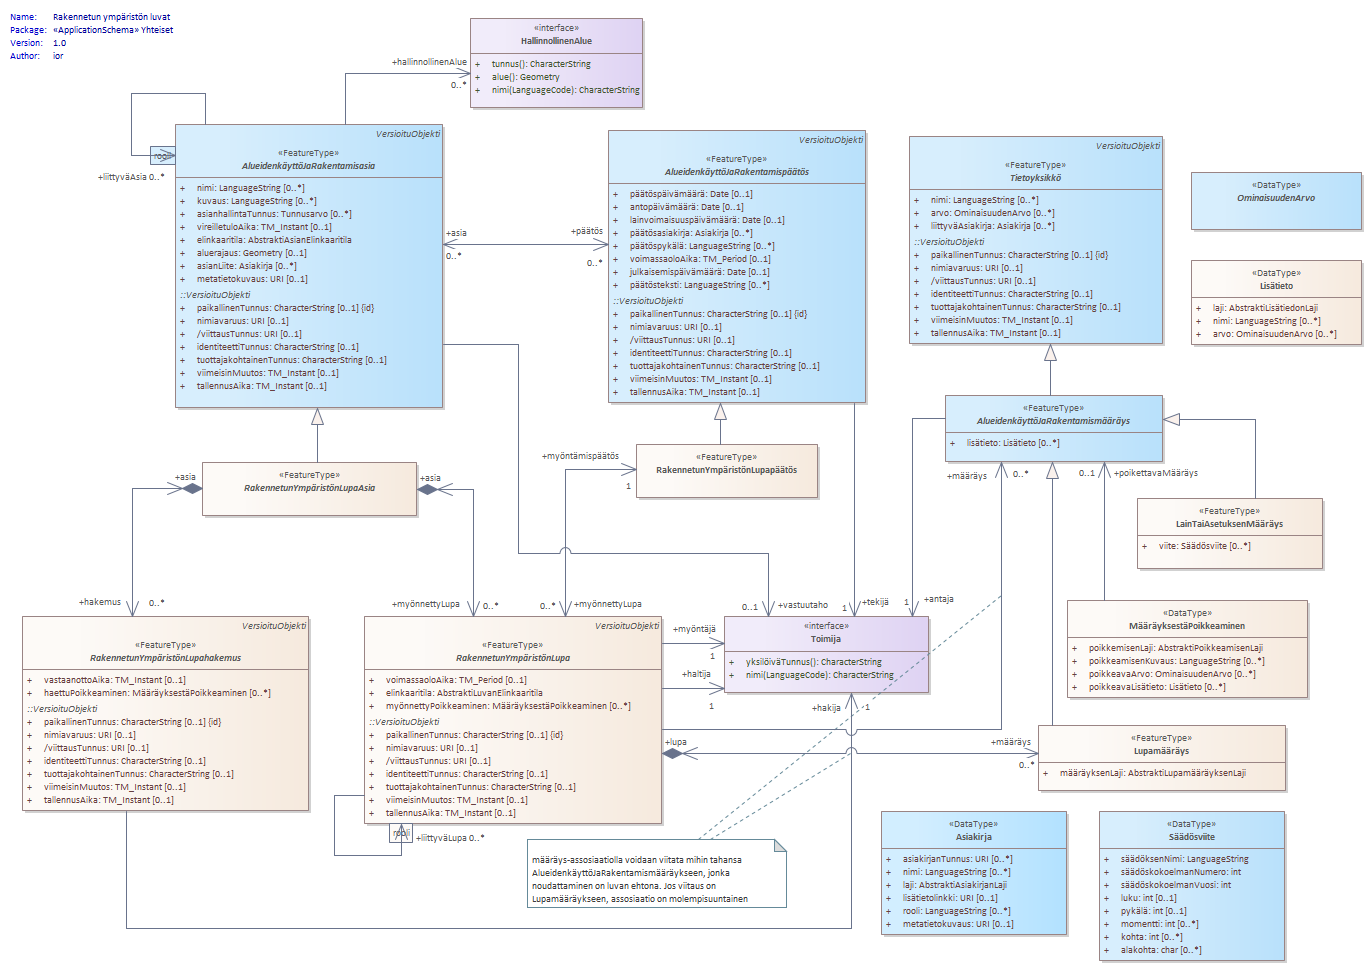 Name: Rakennetun ympäristön luvat
Package: «ApplicationSchema» Yhteiset
Version: 1.0
Author: ior
«interface»
HallinnollinenAlue
+ tunnus(): CharacterString
+ alue(): Geometry
+ nimi(LanguageCode): CharacterString
+hallinnollinenAlue
0..*
VersioituObjekti
«FeatureType»
AlueidenkäyttöJaRakentamisasia
+ nimi: LanguageString [0..*]
+ kuvaus: LanguageString [0..*]
+ asianhallintaTunnus: Tunnusarvo [0..*]
+ vireilletuloAika: TM_Instant [0..1]
+ elinkaaritila: AbstraktiAsianElinkaaritila
+ aluerajaus: Geometry [0..1]
+ asianLiite: Asiakirja [0..*]
+ metatietokuvaus: URI [0..1]
::VersioituObjekti
+ paikallinenTunnus: CharacterString [0..1] {id}
+ nimiavaruus: URI [0..1]
+ /viittausTunnus: URI [0..1]
+ identiteettiTunnus: CharacterString [0..1]
+ tuottajakohtainenTunnus: CharacterString [0..1]
+ viimeisinMuutos: TM_Instant [0..1]
+ tallennusAika: TM_Instant [0..1]
rooli
+liittyväAsia 0..*
+asia
0..*
+päätös
0..*
VersioituObjekti
«FeatureType»
AlueidenkäyttöJaRakentamispäätös
+ päätöspäivämäärä: Date [0..1]
+ antopäivämäärä: Date [0..1]
+ lainvoimaisuuspäivämäärä: Date [0..1]
+ päätösasiakirja: Asiakirja [0..*]
+ päätöspykälä: LanguageString [0..*]
+ voimassaoloAika: TM_Period [0..1]
+ julkaisemispäivämäärä: Date [0..1]
+ päätösteksti: LanguageString [0..*]
::VersioituObjekti
+ paikallinenTunnus: CharacterString [0..1] {id}
+ nimiavaruus: URI [0..1]
+ /viittausTunnus: URI [0..1]
+ identiteettiTunnus: CharacterString [0..1]
+ tuottajakohtainenTunnus: CharacterString [0..1]
+ viimeisinMuutos: TM_Instant [0..1]
+ tallennusAika: TM_Instant [0..1]
VersioituObjekti
«FeatureType»
Tietoyksikkö
+ nimi: LanguageString [0..*]
+ arvo: OminaisuudenArvo [0..*]
+ liittyväAsiakirja: Asiakirja [0..*]
::VersioituObjekti
+ paikallinenTunnus: CharacterString [0..1] {id}
+ nimiavaruus: URI [0..1]
+ /viittausTunnus: URI [0..1]
+ identiteettiTunnus: CharacterString [0..1]
+ tuottajakohtainenTunnus: CharacterString [0..1]
+ viimeisinMuutos: TM_Instant [0..1]
+ tallennusAika: TM_Instant [0..1]
«DataType»
OminaisuudenArvo
«DataType»
Lisätieto
+ laji: AbstraktiLisätiedonLaji
+ nimi: LanguageString [0..*]
+ arvo: OminaisuudenArvo [0..*]
«FeatureType»
AlueidenkäyttöJaRakentamismääräys
+ lisätieto: Lisätieto [0..*]
+määräys
0..*
0..1
+poikettavaMääräys
«FeatureType»
RakennetunYmpäristönLupaAsia
+asia
+asia
«FeatureType»
RakennetunYmpäristönLupapäätös
+myöntämispäätös
1
«FeatureType»
LainTaiAsetuksenMääräys
+ viite: Säädösviite [0..*]
+hakemus
0..*
+myönnettyLupa
0..*
0..*
+myönnettyLupa
0..1
+vastuutaho
1
+tekijä
1
+antaja
VersioituObjekti
«FeatureType»
RakennetunYmpäristönLupahakemus
+ vastaanottoAika: TM_Instant [0..1]
+ haettuPoikkeaminen: MääräyksestäPoikkeaminen [0..*]
::VersioituObjekti
+ paikallinenTunnus: CharacterString [0..1] {id}
+ nimiavaruus: URI [0..1]
+ /viittausTunnus: URI [0..1]
+ identiteettiTunnus: CharacterString [0..1]
+ tuottajakohtainenTunnus: CharacterString [0..1]
+ viimeisinMuutos: TM_Instant [0..1]
+ tallennusAika: TM_Instant [0..1]
VersioituObjekti
«FeatureType»
RakennetunYmpäristönLupa
+ voimassaoloAika: TM_Period [0..1]
+ elinkaaritila: AbstraktiLuvanElinkaaritila
+ myönnettyPoikkeaminen: MääräyksestäPoikkeaminen [0..*]
::VersioituObjekti
+ paikallinenTunnus: CharacterString [0..1] {id}
+ nimiavaruus: URI [0..1]
+ /viittausTunnus: URI [0..1]
+ identiteettiTunnus: CharacterString [0..1]
+ tuottajakohtainenTunnus: CharacterString [0..1]
+ viimeisinMuutos: TM_Instant [0..1]
+ tallennusAika: TM_Instant [0..1]
rooli
+liittyväLupa 0..*
+myöntäjä
1
+haltija
1
«interface»
Toimija
+ yksilöiväTunnus(): CharacterString
+ nimi(LanguageCode): CharacterString
+hakija
1
«DataType»
MääräyksestäPoikkeaminen
+ poikkemisenLaji: AbstraktiPoikkeamisenLaji
+ poikkeamisenKuvaus: LanguageString [0..*]
+ poikkeavaArvo: OminaisuudenArvo [0..*]
+ poikkeavaLisätieto: Lisätieto [0..*]
+lupa
+määräys
0..*
«FeatureType»
Lupamääräys
+ määräyksenLaji: AbstraktiLupamääräyksenLaji
määräys-assosiaatiolla voidaan viitata mihin tahansa
AlueidenkäyttöJaRakentamismääräykseen, jonka
noudattaminen on luvan ehtona. Jos viitaus on
Lupamääräykseen, assosiaatio on molempisuuntainen
«DataType»
Asiakirja
+ asiakirjanTunnus: URI [0..*]
+ nimi: LanguageString [0..*]
+ laji: AbstraktiAsiakirjanLaji
+ lisätietolinkki: URI [0..1]
+ rooli: LanguageString [0..*]
+ metatietokuvaus: URI [0..1]
«DataType»
Säädösviite
+ säädöksenNimi: LanguageString
+ säädöskokoelmanNumero: int
+ säädöskokoelmanVuosi: int
+ luku: int [0..1]
+ pykälä: int [0..1]
+ momentti: int [0..*]
+ kohta: int [0..*]
+ alakohta: char [0..*]